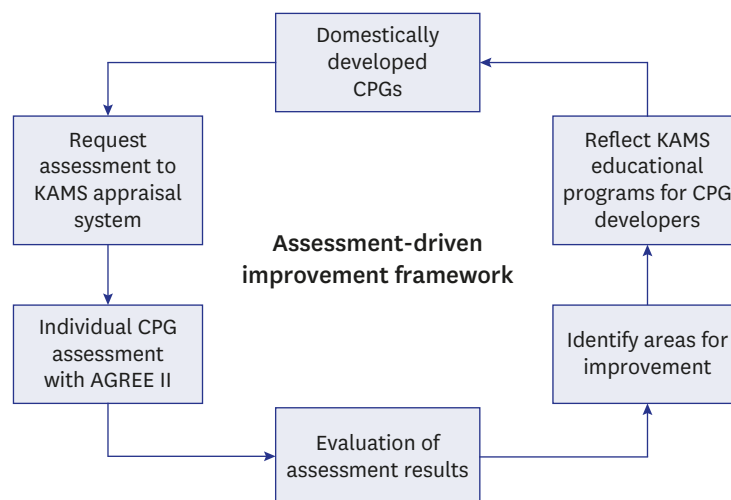 Domestically
developed
CPGs
Request
assessment to
KAMS appraisal
system
Individual CPG
assessment
with AGREE II
Evaluation of
assessment results
Identify areas for
improvement
Reflect KAMS
educational
programs for CPG
developers
Assessment-driven
improvement framework